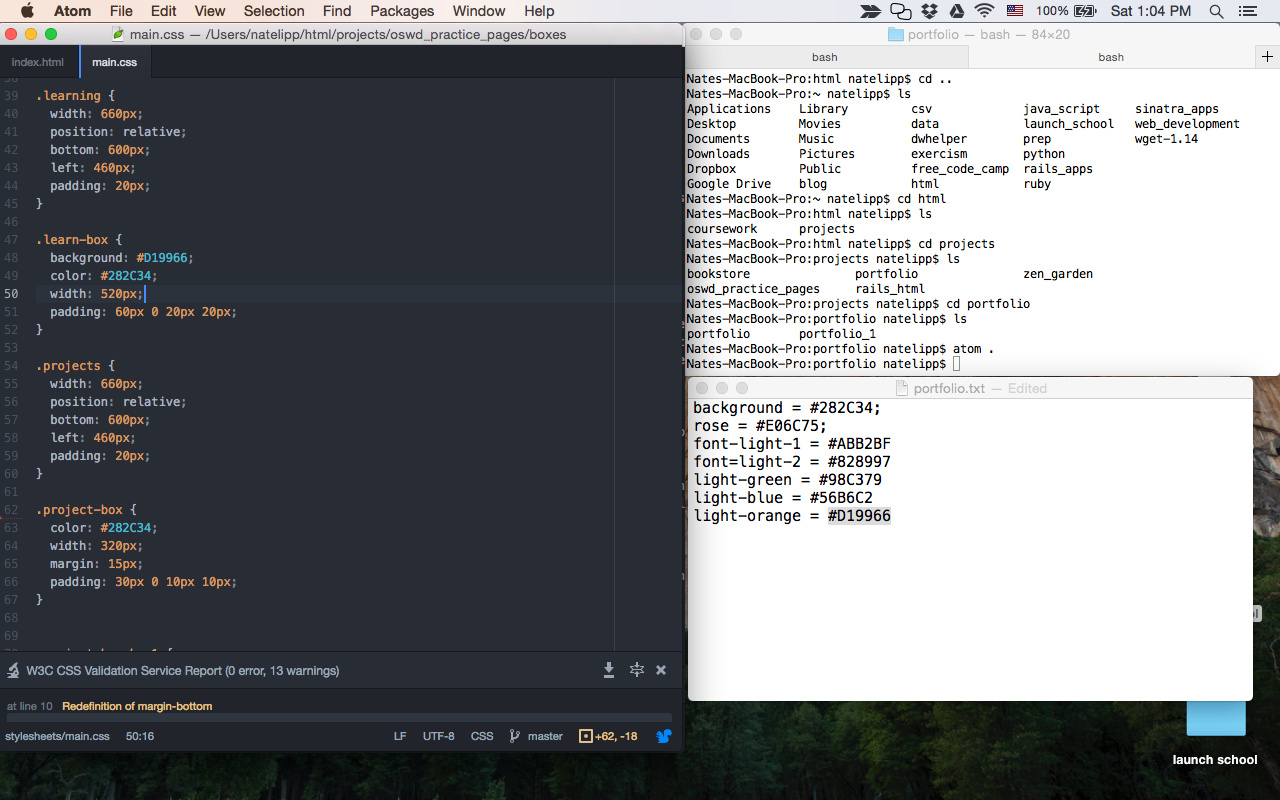 Atom File Edit View Selection Find Packages Window Help 100% Sat 1:04 PM
main.css — /Users/natelipp/html/projects/oswd_practice_pages/boxes
index.html main.css
39 .learning {
40 width: 660px;
41 position: relative;
42 bottom: 600px;
43 left: 460px;
44 padding: 20px;
45 }
46
47 .learn-box {
48 background: #D19966;
49 color: #282C34;
50 width: 520px;
51 padding: 60px 0 20px 20px;
52 }
53
54 .projects {
55 width: 660px;
56 position: relative;
57 bottom: 600px;
58 left: 460px;
59 padding: 20px;
60 }
61
62 .project-box {
63 color: #282C34;
64 width: 320px;
65 margin: 15px;
66 padding: 30px 0 10px 10px;
67 }
68
69
W3C CSS Validation Service Report (0 error, 13 warnings)
at line 10 Redefinition of margin-bottom
stylesheets/main.css 50:16 LF UTF-8 CSS master +62, -18
portfolio — bash — 84×20
bash bash +
Nates-MacBook-Pro:html natelipp$ cd ..
Nates-MacBook-Pro:~ natelipp$ ls
Applications Library csv java_script sinatra_apps
Desktop Movies data launch_school web_development
Documents Music dwhelper prep wget-1.14
Downloads Pictures exercism python
Dropbox Public free_code_camp rails_apps
Google Drive blog html ruby
Nates-MacBook-Pro:~ natelipp$ cd html
Nates-MacBook-Pro:html natelipp$ ls
coursework projects
Nates-MacBook-Pro:html natelipp$ cd projects
Nates-MacBook-Pro:projects natelipp$ ls
bookstore portfolio zen_garden
oswd_practice_pages rails_html
Nates-MacBook-Pro:projects natelipp$ cd portfolio
Nates-MacBook-Pro:portfolio natelipp$ ls
portfolio portfolio_1
Nates-MacBook-Pro:portfolio natelipp$ atom .
Nates-MacBook-Pro:portfolio natelipp$
portfolio.txt — Edited
background = #282C34;
rose = #E06C75;
font-light-1 = #ABB2BF
font=light-2 = #828997
light-green = #98C379
light-blue = #56B6C2
light-orange = #D19966
launch school